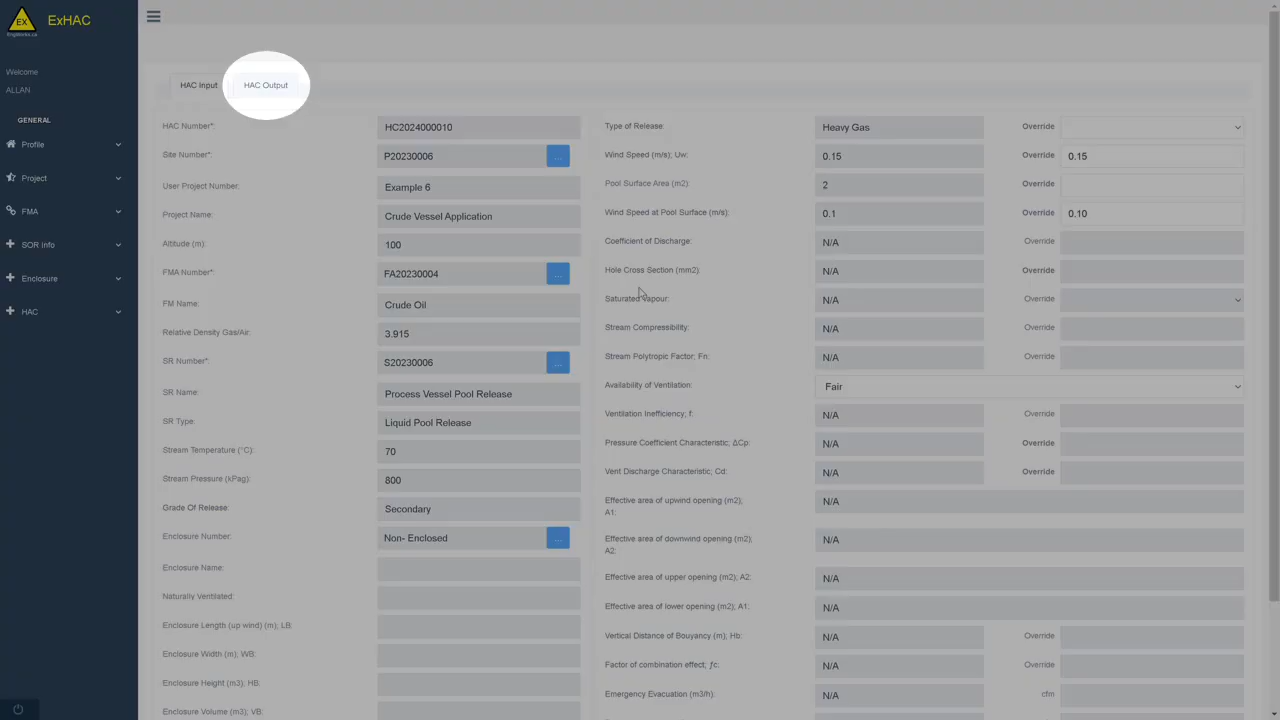 EX
EngWorks.ca
ExHAC
Welcome
ALLAN
GENERAL
Profile
Project
FMA
SOR Info
Enclosure
HAC
HAC Input
HAC Output
HAC Number*: HC2024000010
Site Number*: P20230006 ...
User Project Number: Example 6
Project Name: Crude Vessel Application
Altitude (m): 100
FMA Number*: FA20230004 ...
FM Name: Crude Oil
Relative Density Gas/Air: 3.915
SR Number*: S20230006 ...
SR Name: Process Vessel Pool Release
SR Type: Liquid Pool Release
Stream Temperature (°C): 70
Stream Pressure (kPag): 800
Grade Of Release: Secondary
Enclosure Number: Non- Enclosed ...
Enclosure Name:
Naturally Ventilated:
Enclosure Length (up wind) (m); LB:
Enclosure Width (m); WB:
Enclosure Height (m3); HB:
Enclosure Volume (m3); VB:
Type of Release: Heavy Gas Override
Wind Speed (m/s); Uw: 0.15 Override 0.15
Pool Surface Area (m2): 2 Override
Wind Speed at Pool Surface (m/s): 0.1 Override 0.10
Coefficient of Discharge: N/A Override
Hole Cross Section (mm2): N/A Override
Saturated Vapour: N/A Override
Stream Compressibility: N/A Override
Stream Polytropic Factor; Fn: N/A Override
Availability of Ventilation: Fair
Ventilation Inefficiency, f: N/A Override
Pressure Coefficient Characteristic; ΔCp: N/A Override
Vent Discharge Characteristic; Cd: N/A Override
Effective area of upwind opening (m2); A1: N/A
Effective area of downwind opening (m2); A2: N/A
Effective area of upper opening (m2); A2: N/A
Effective area of lower opening (m2); A1: N/A
Vertical Distance of Bouyancy (m); Hb: N/A Override
Factor of combination effect; ƒc: N/A Override
Emergency Evacuation (m3/h): N/A cfm